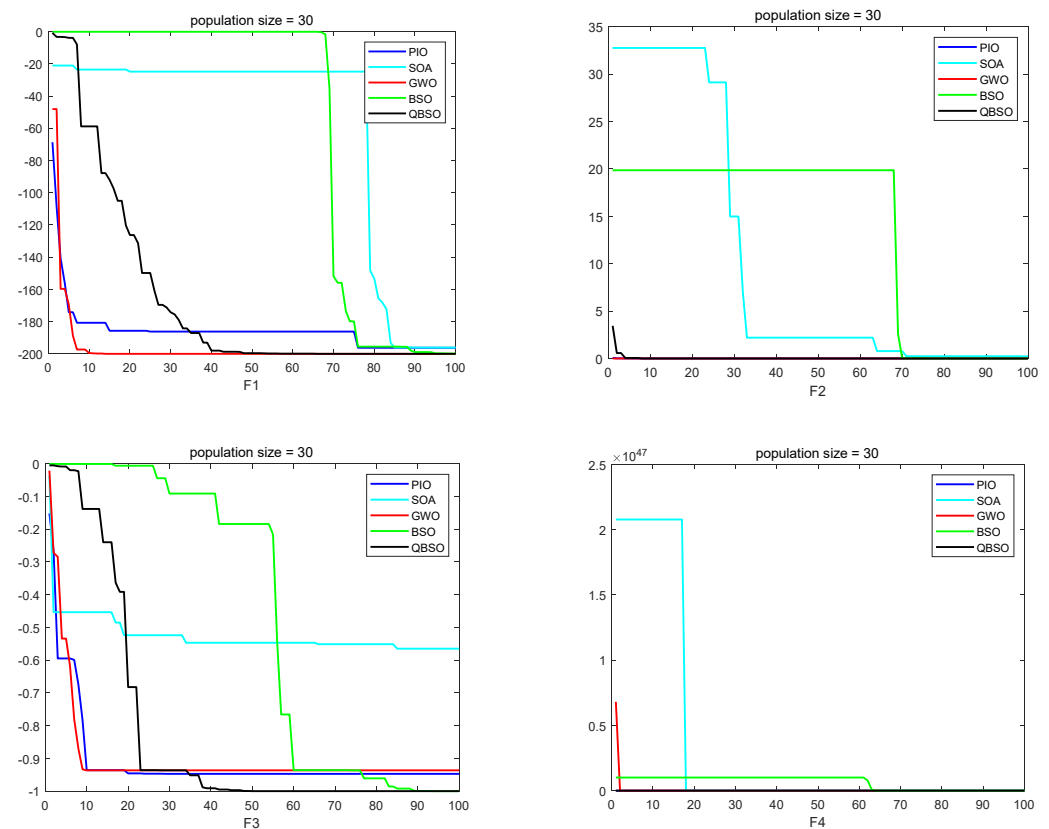 population size = 30
0
-20
-40
-60
-80
-100
-120
-140
-160
-180
-200
PIO
SOA
GWO
BSO
QBSO
0 10 20 30 40 50 60 70 80 90 100
F1
population size = 30
35
30
25
20
15
10
5
0
PIO
SOA
GWO
BSO
QBSO
0 10 20 30 40 50 60 70 80 90 100
F2
population size = 30
0
-0.1
-0.2
-0.3
-0.4
-0.5
-0.6
-0.7
-0.8
-0.9
-1
PIO
SOA
GWO
BSO
QBSO
0 10 20 30 40 50 60 70 80 90 100
F3
population size = 30
×10^47
2.5
2
1.5
1
0.5
0
PIO
SOA
GWO
BSO
QBSO
0 10 20 30 40 50 60 70 80 90 100
F4